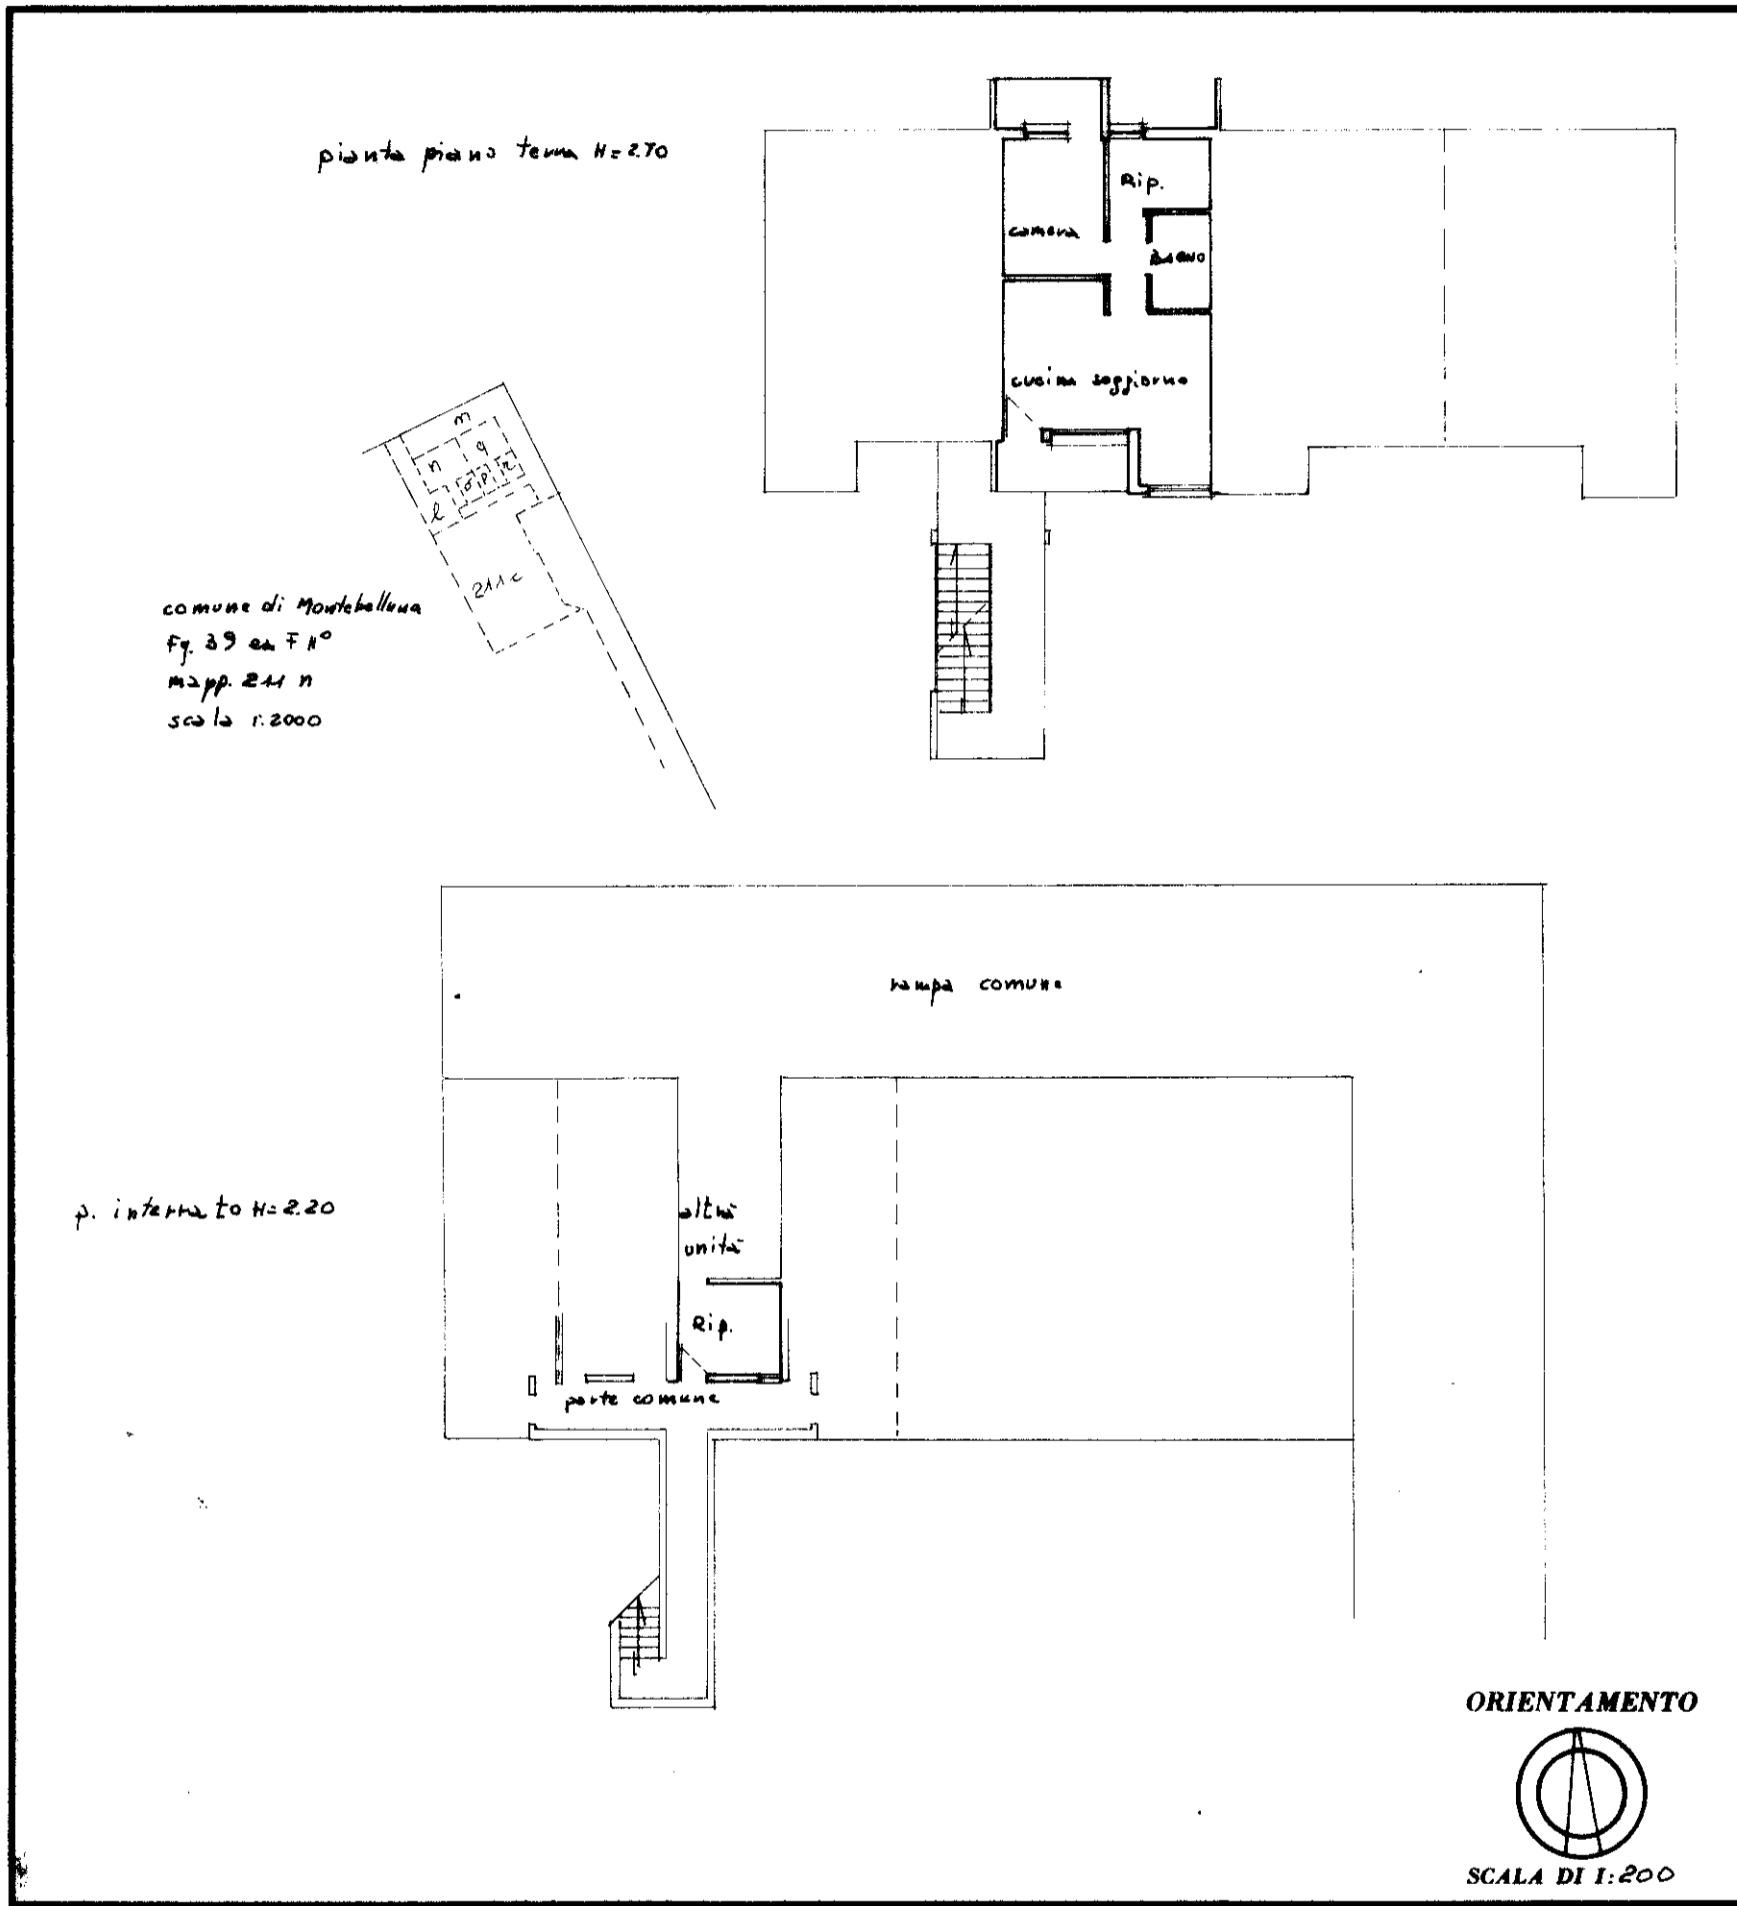 pianta piano terra H=2.70
Rip.
camera
BAGNO
cucina soggiorno
m
n
q
o
p
r
l
211 c
comune di Montebelluna
Fg. 39 ex F II°
mapp. 211 n
scala 1:2000
rampa comune
p. interrato H=2.20
altra
unità
Rip.
parte comune
ORIENTAMENTO
SCALA DI 1:200